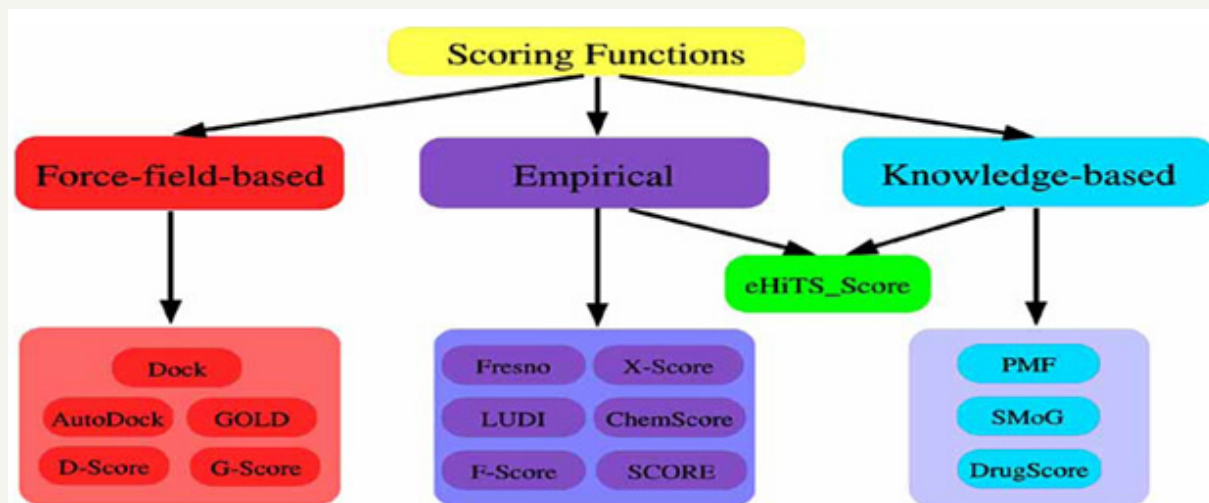 Scoring Functions
Force-field-based Empirical Knowledge-based
eHiTS_Score
Dock
AutoDock GOLD
D-Score G-Score
Fresno X-Score
LUDI ChemScore
F-Score SCORE
PMF
SMoG
DrugScore